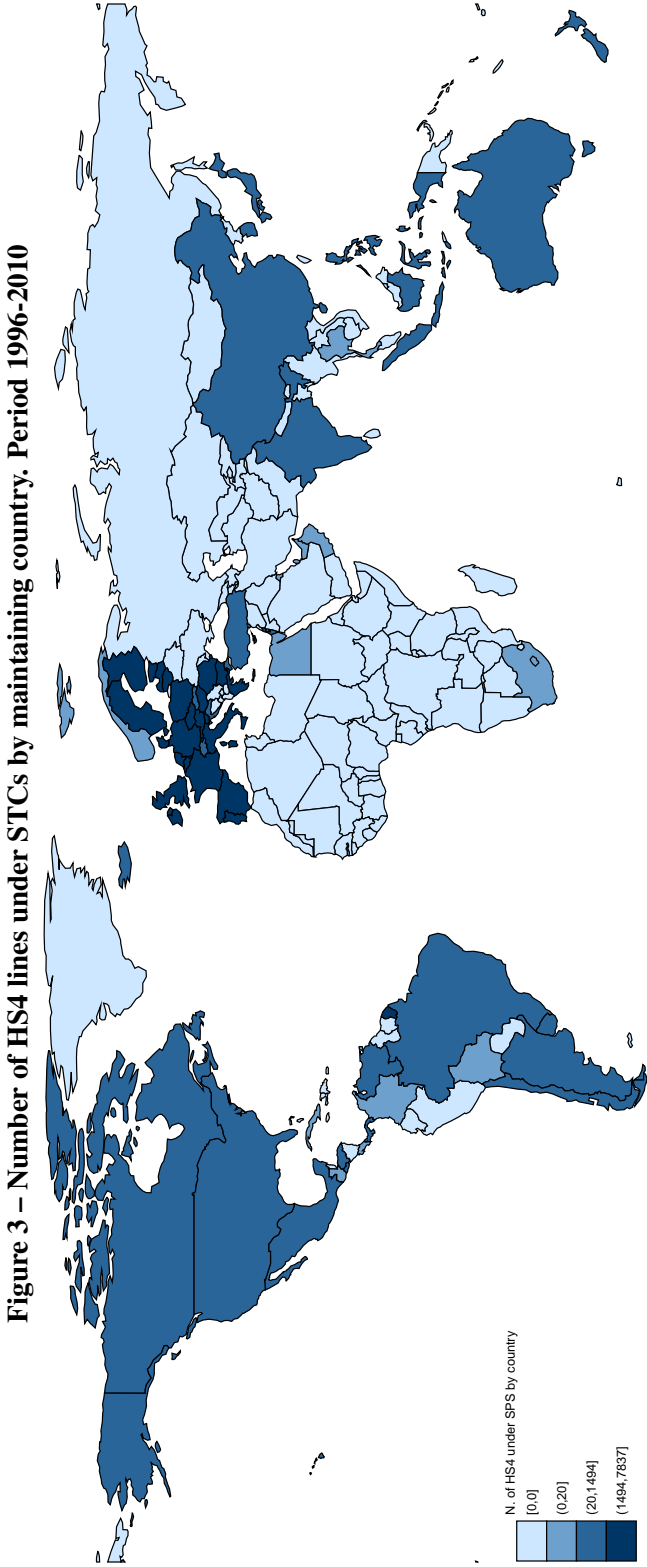 Figure 3 – Number of HS4 lines under STCs by maintaining country. Period 1996-2010
N. of HS4 under SPS by country
[0,0]
(0,20]
(20,1494]
(1494,7837]